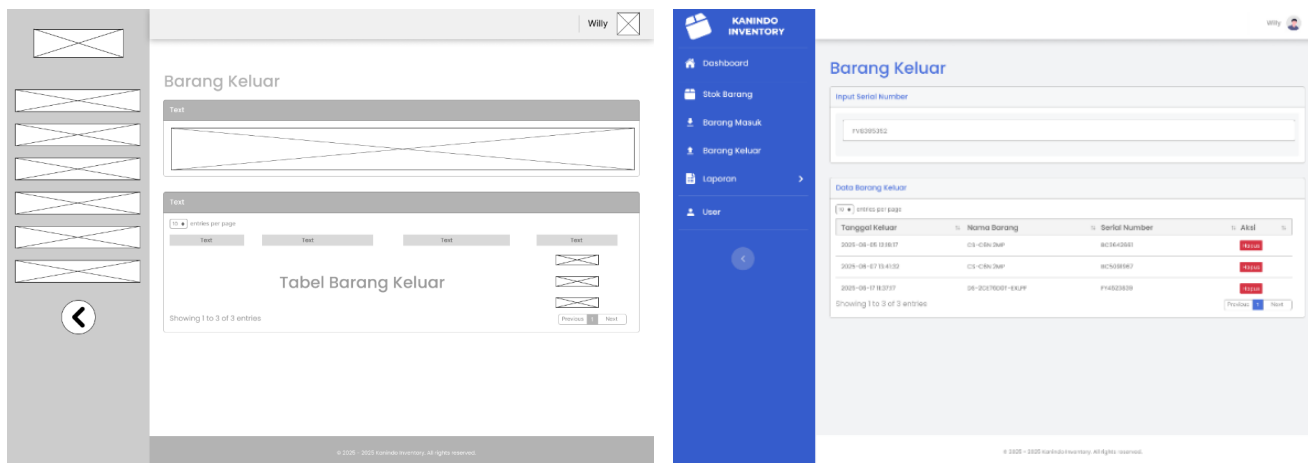 Willy
Barang Keluar
Text
Text
10 entries per page
Text Text Text Text
Tabel Barang Keluar
Showing 1 to 3 of 3 entries
Previous 1 Next
© 2025 - 2025 Kanindo Inventory. All rights reserved.
KANINDO
INVENTORY
Willy
Dashboard
Stok Barang
Barang Masuk
Barang Keluar
Laporan
User
Barang Keluar
Input Serial Number
Data Barang Keluar
10 entries per page
Tanggal Keluar Nama Barang Serial Number Aksi
Hapus
Hapus
Hapus
Showing 1 to 3 of 3 entries
Previous 1 Next
© 2025 - 2025 Kanindo Inventory. All rights reserved.